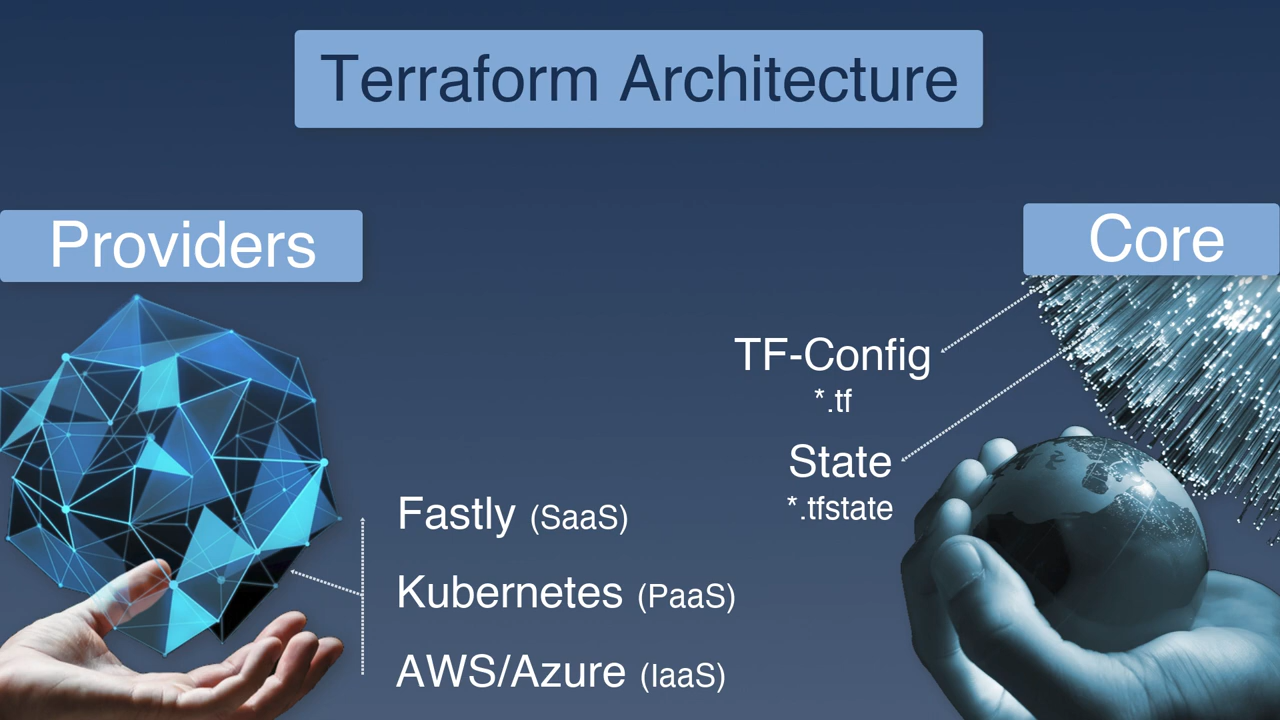 Terraform Architecture
Providers
Core
TF-Config
*.tf
State
*.tfstate
Fastly (SaaS)
Kubernetes (PaaS)
AWS/Azure (IaaS)